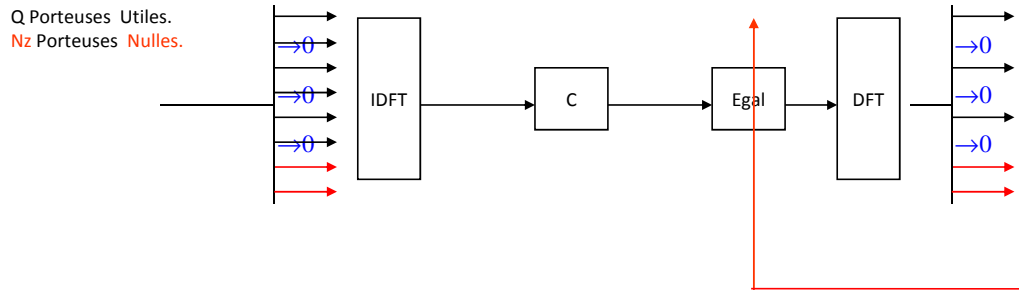 Q Porteuses Utiles.
Nz Porteuses Nulles.
→0
→0
→0
IDFT
C
Egal
DFT
→0
→0
→0